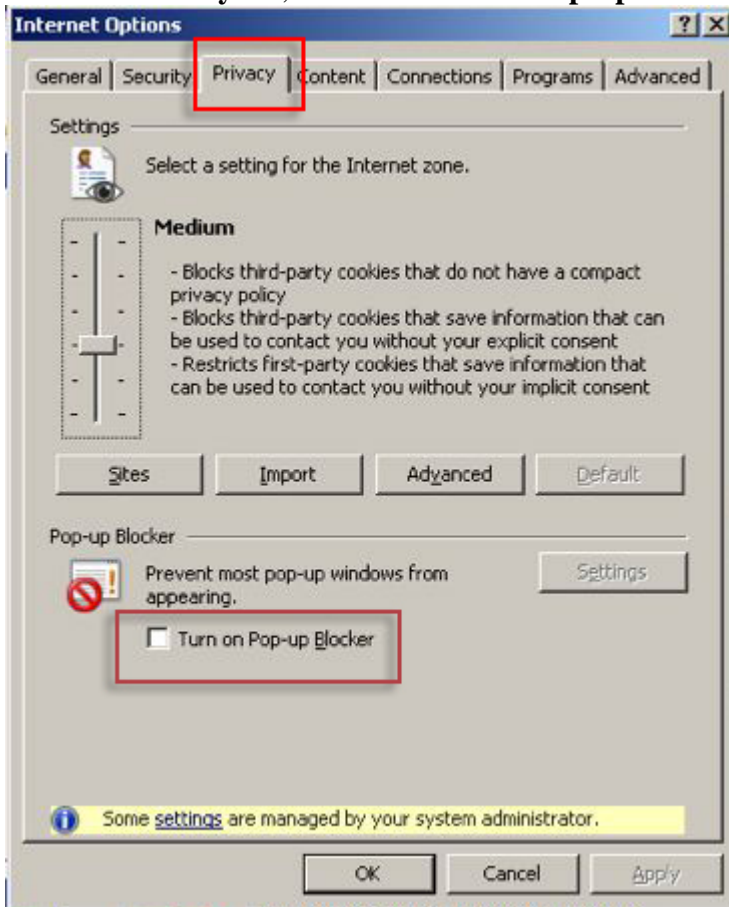 Internet Options
General Security Privacy Content Connections Programs Advanced
Settings
Select a setting for the Internet zone.
Medium
- Blocks third-party cookies that do not have a compact
privacy policy
- Blocks third-party cookies that save information that can
be used to contact you without your explicit consent
- Restricts first-party cookies that save information that
can be used to contact you without your implicit consent
Sites Import Advanced Default
Pop-up Blocker
Prevent most pop-up windows from
appearing.
Settings
Turn on Pop-up Blocker
Some settings are managed by your system administrator.
OK Cancel Apply